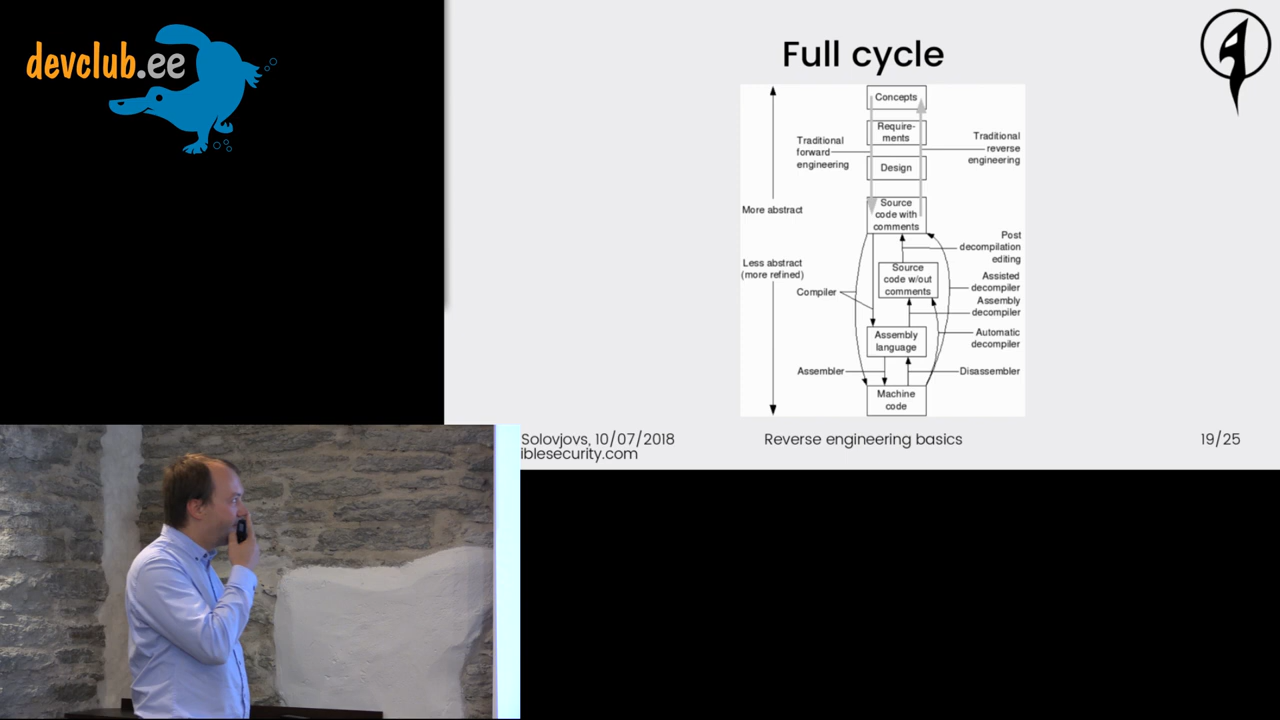 devclub.ee
Full cycle
Concepts
Require-
ments
Traditional
forward
engineering
Traditional
reverse
engineering
Design
More abstract
Source
code with
comments
Post
decompilation
editing
Less abstract
(more refined)
Source
code w/out
comments
Assisted
decompiler
Compiler
Assembly
decompiler
Assembly
language
Automatic
decompiler
Assembler
Disassembler
Machine
code
Solovjovs, 10/07/2018
iblesecurity.com
Reverse engineering basics
19/25